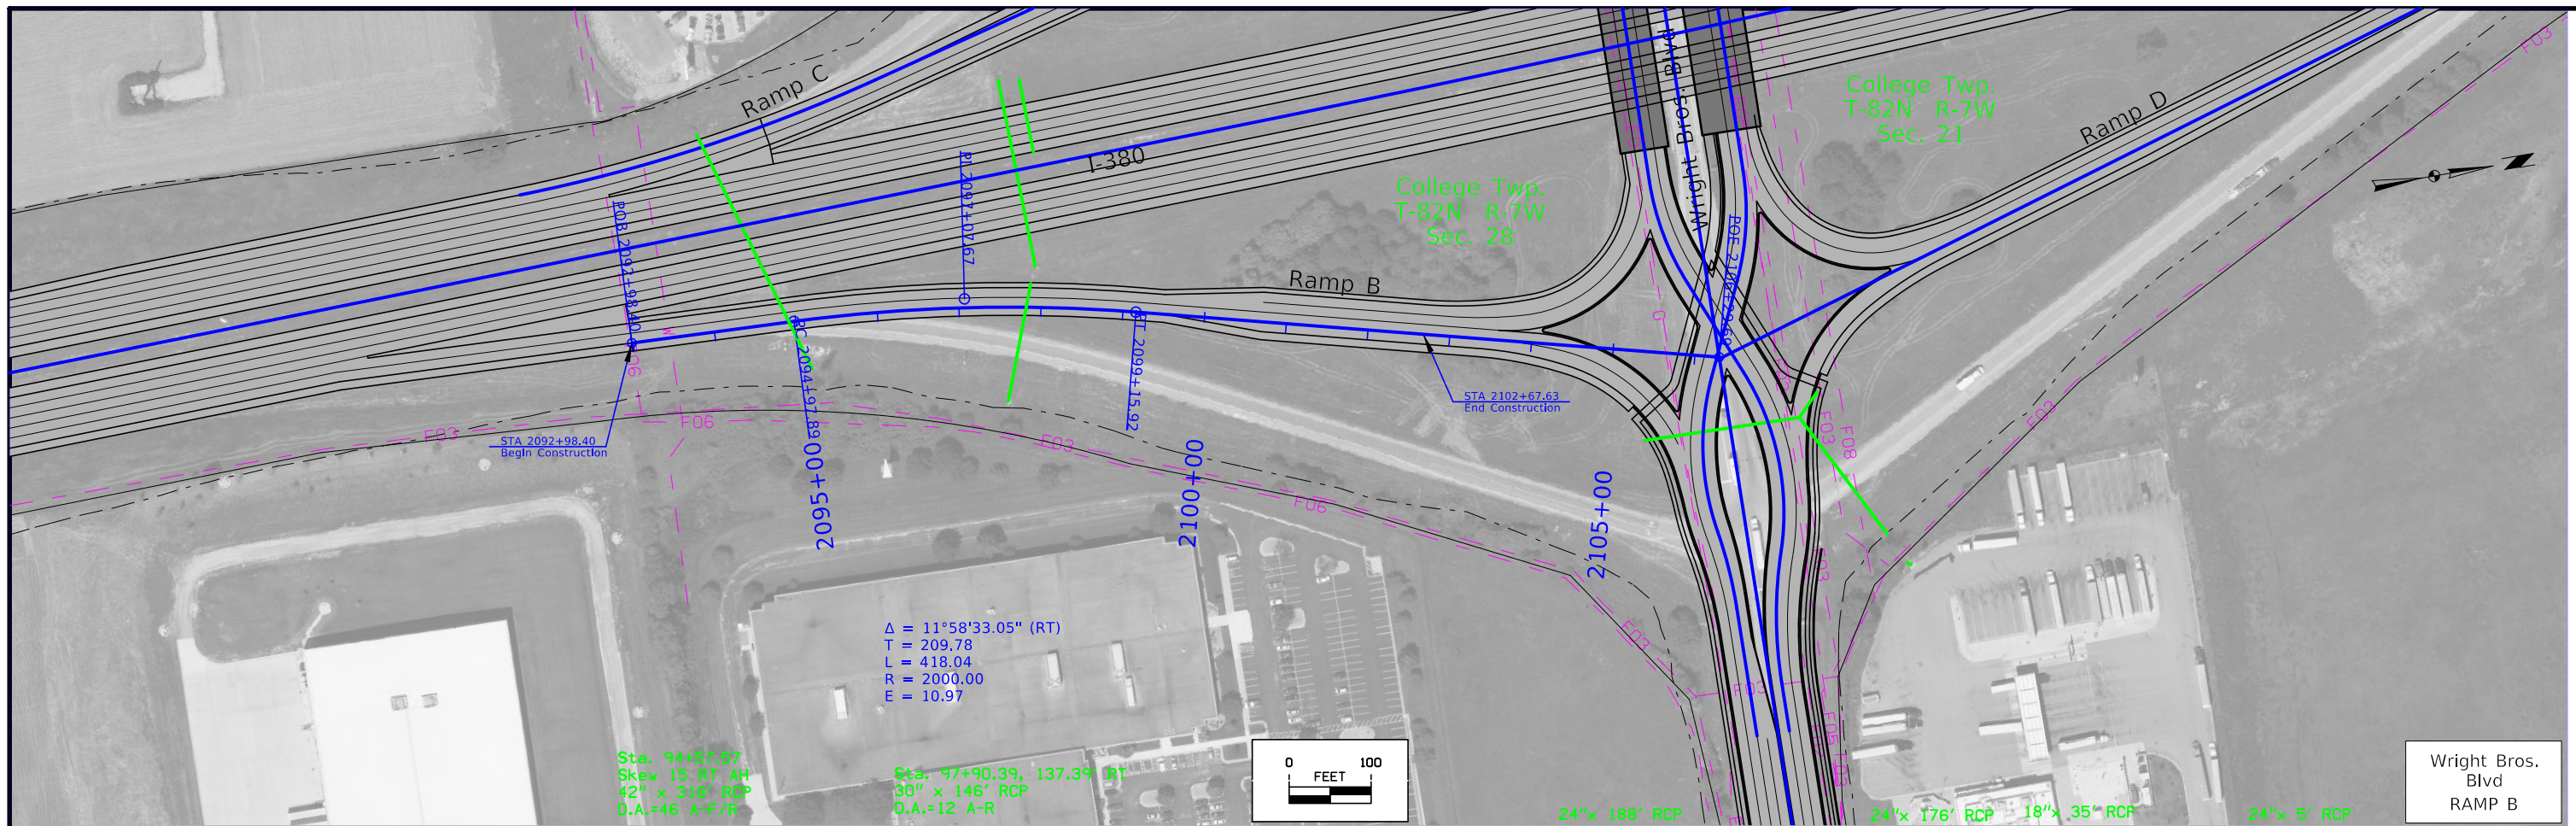 Ramp C
I-380
Wright Bros. Blvd
College Twp.
T-82N R-7W
Sec. 21
Ramp D
F03
College Twp.
T-82N R-7W
Sec. 28
Ramp B
POB 2092+98.40
PI 2097+07.67
PC 2094+97.89
PT 2099+15.92
W
G
F06
F03
F06
F03
F06
F03
F03
F08
F03
F03
F03
F05
F03
STA 2092+98.40
Begin Construction
STA 2102+67.63
End Construction
2095+00
2100+00
2105+00
Δ = 11°58'33.05" (RT)
T = 209.78
L = 418.04
R = 2000.00
E = 10.97
Sta. 94+57.57
Skew 15 RT AH
42" x 318' RCP
D.A.=46 A-F/R
Sta. 97+90.39, 137.39' RT
30" x 146' RCP
D.A.=12 A-R
0 100
FEET
24"x 188' RCP
24"x 176' RCP
18"x 35' RCP
24"x 5' RCP
Wright Bros.
Blvd
RAMP B